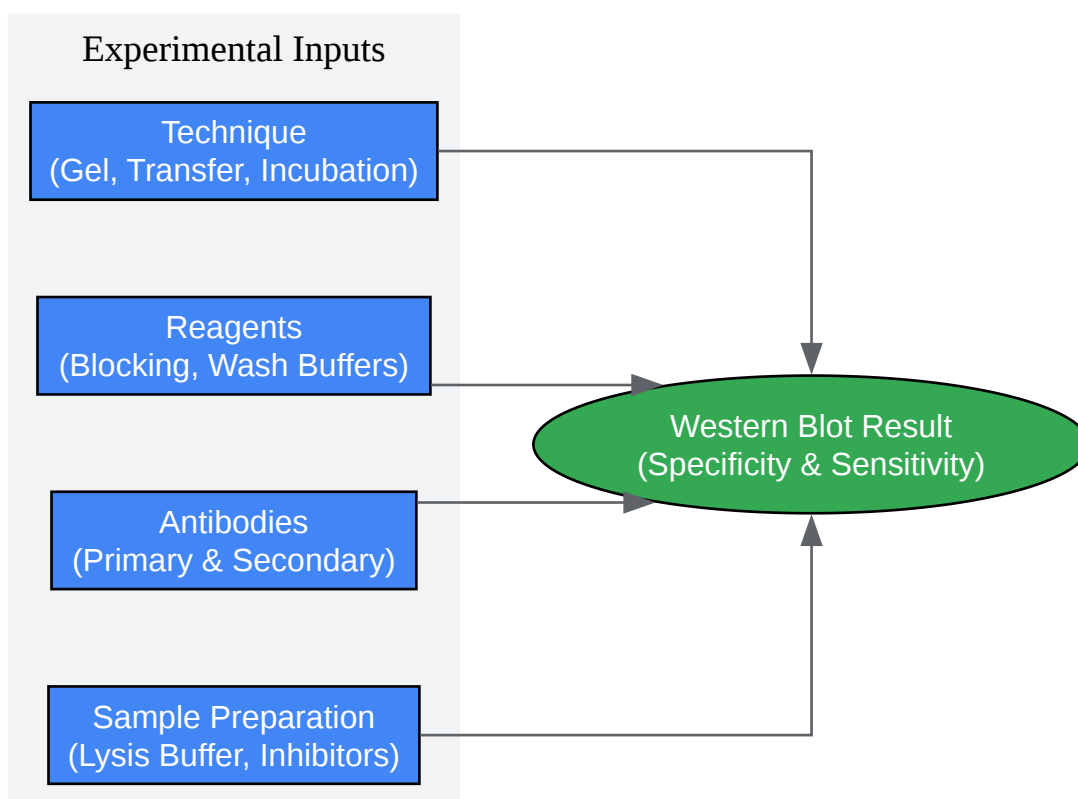 Experimental Inputs
Technique
(Gel, Transfer, Incubation)
Reagents
(Blocking, Wash Buffers)
Western Blot Result
(Specificity & Sensitivity)
Antibodies
(Primary & Secondary)
Sample Preparation
(Lysis Buffer, Inhibitors)